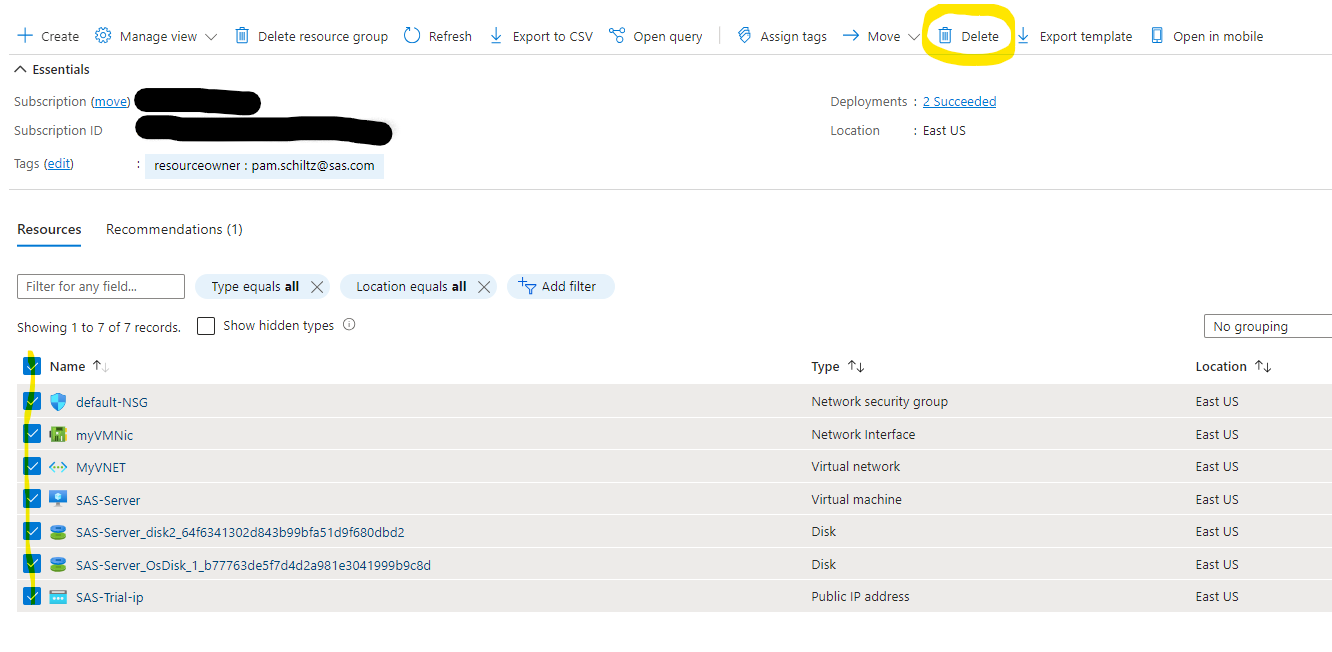 Create Manage view Delete resource group Refresh Export to CSV Open query Assign tags Move Delete Export template Open in mobile
Essentials
Subscription (move) Deployments : 2 Succeeded
Subscription ID Location : East US
Tags (edit) : resourceowner : pam.schiltz@sas.com
Resources Recommendations (1)
Filter for any field... Type equals all Location equals all Add filter
Showing 1 to 7 of 7 records. Show hidden types No grouping
Name Type Location
default-NSG Network security group East US
myVMNic Network Interface East US
MyVNET Virtual network East US
SAS-Server Virtual machine East US
SAS-Server_disk2_64f6341302d843b99bfa51d9f680dbd2 Disk East US
SAS-Server_OsDisk_1_b77763de5f7d4d2a981e3041999b9c8d Disk East US
SAS-Trial-ip Public IP address East US